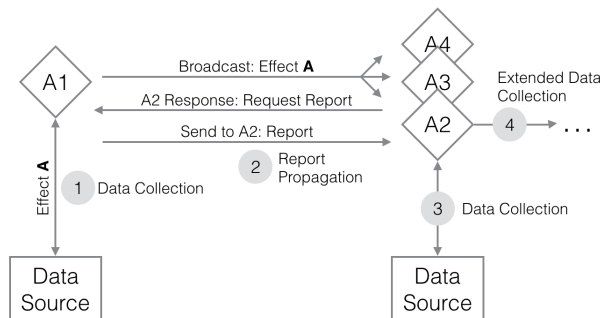 A1
Broadcast: Effect A
A2 Response: Request Report
Send to A2: Report
2
Report
Propagation
A4
A3
A2
Extended Data
Collection
4
...
Effect A
1
Data Collection
3
Data Collection
Data
Source
Data
Source